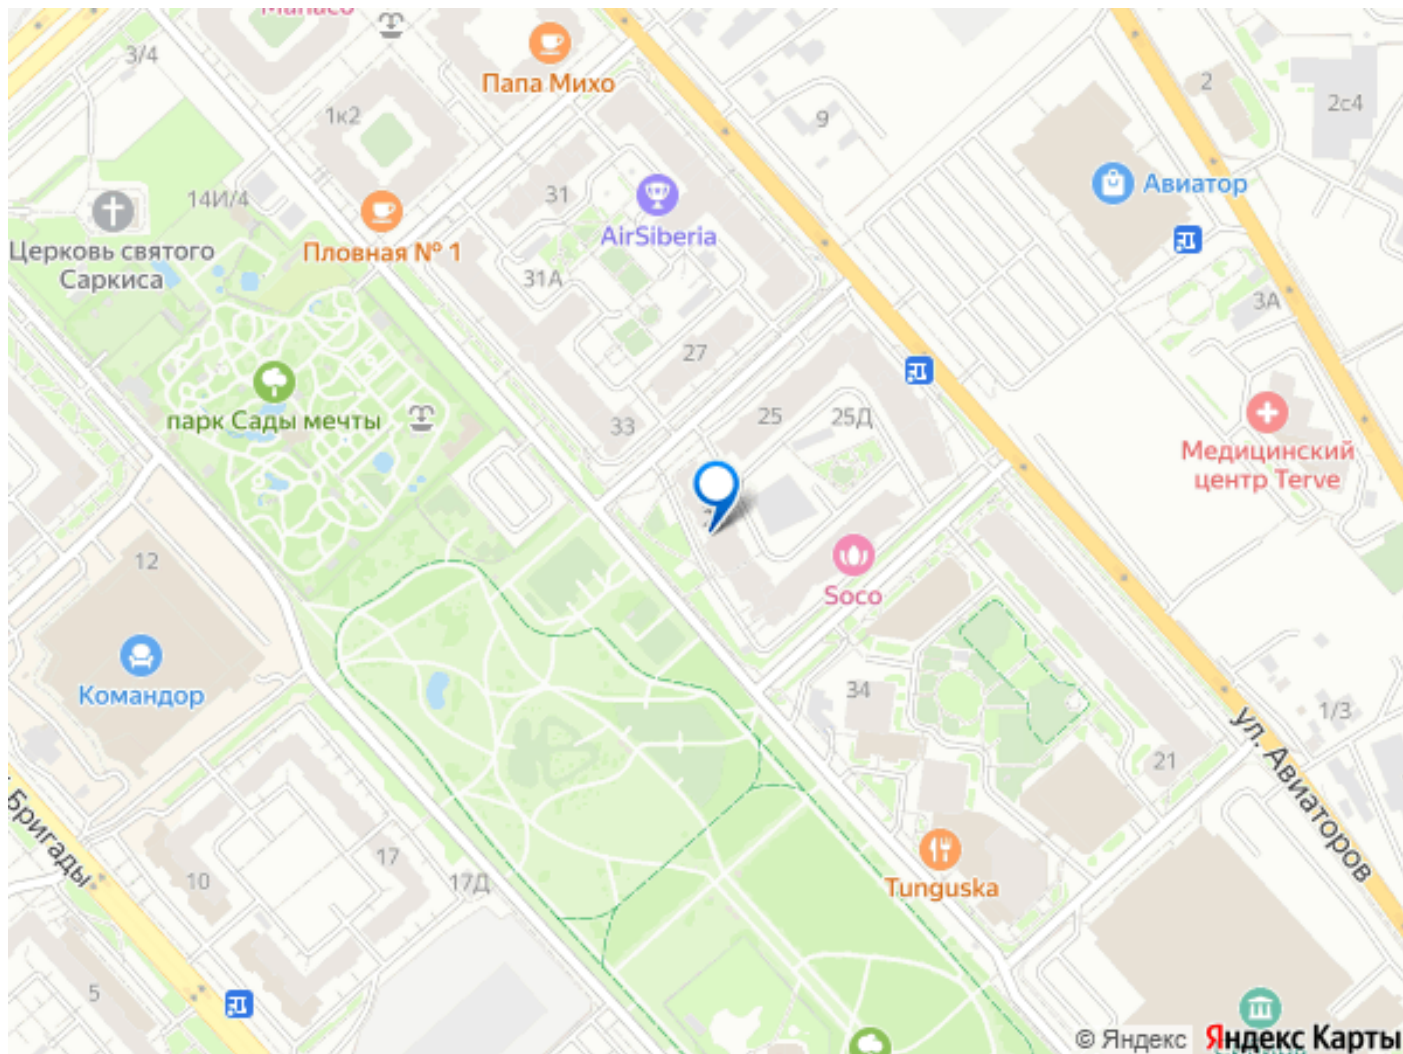 Монако
3/4
Папа Михо
2
2с4
1к2
9
Авиатор
14И/4
31
AirSiberia
Церковь святого
Саркиса
Пловная № 1
31А
3А
27
парк Сады мечты
33
25
25Д
Медицинский
центр Terve
12
Soco
Командор
34
1/3
ул. Авиаторов
21
Бригады
17
10
17Д
Tunguska
5
© Яндекс
Яндекс Карты